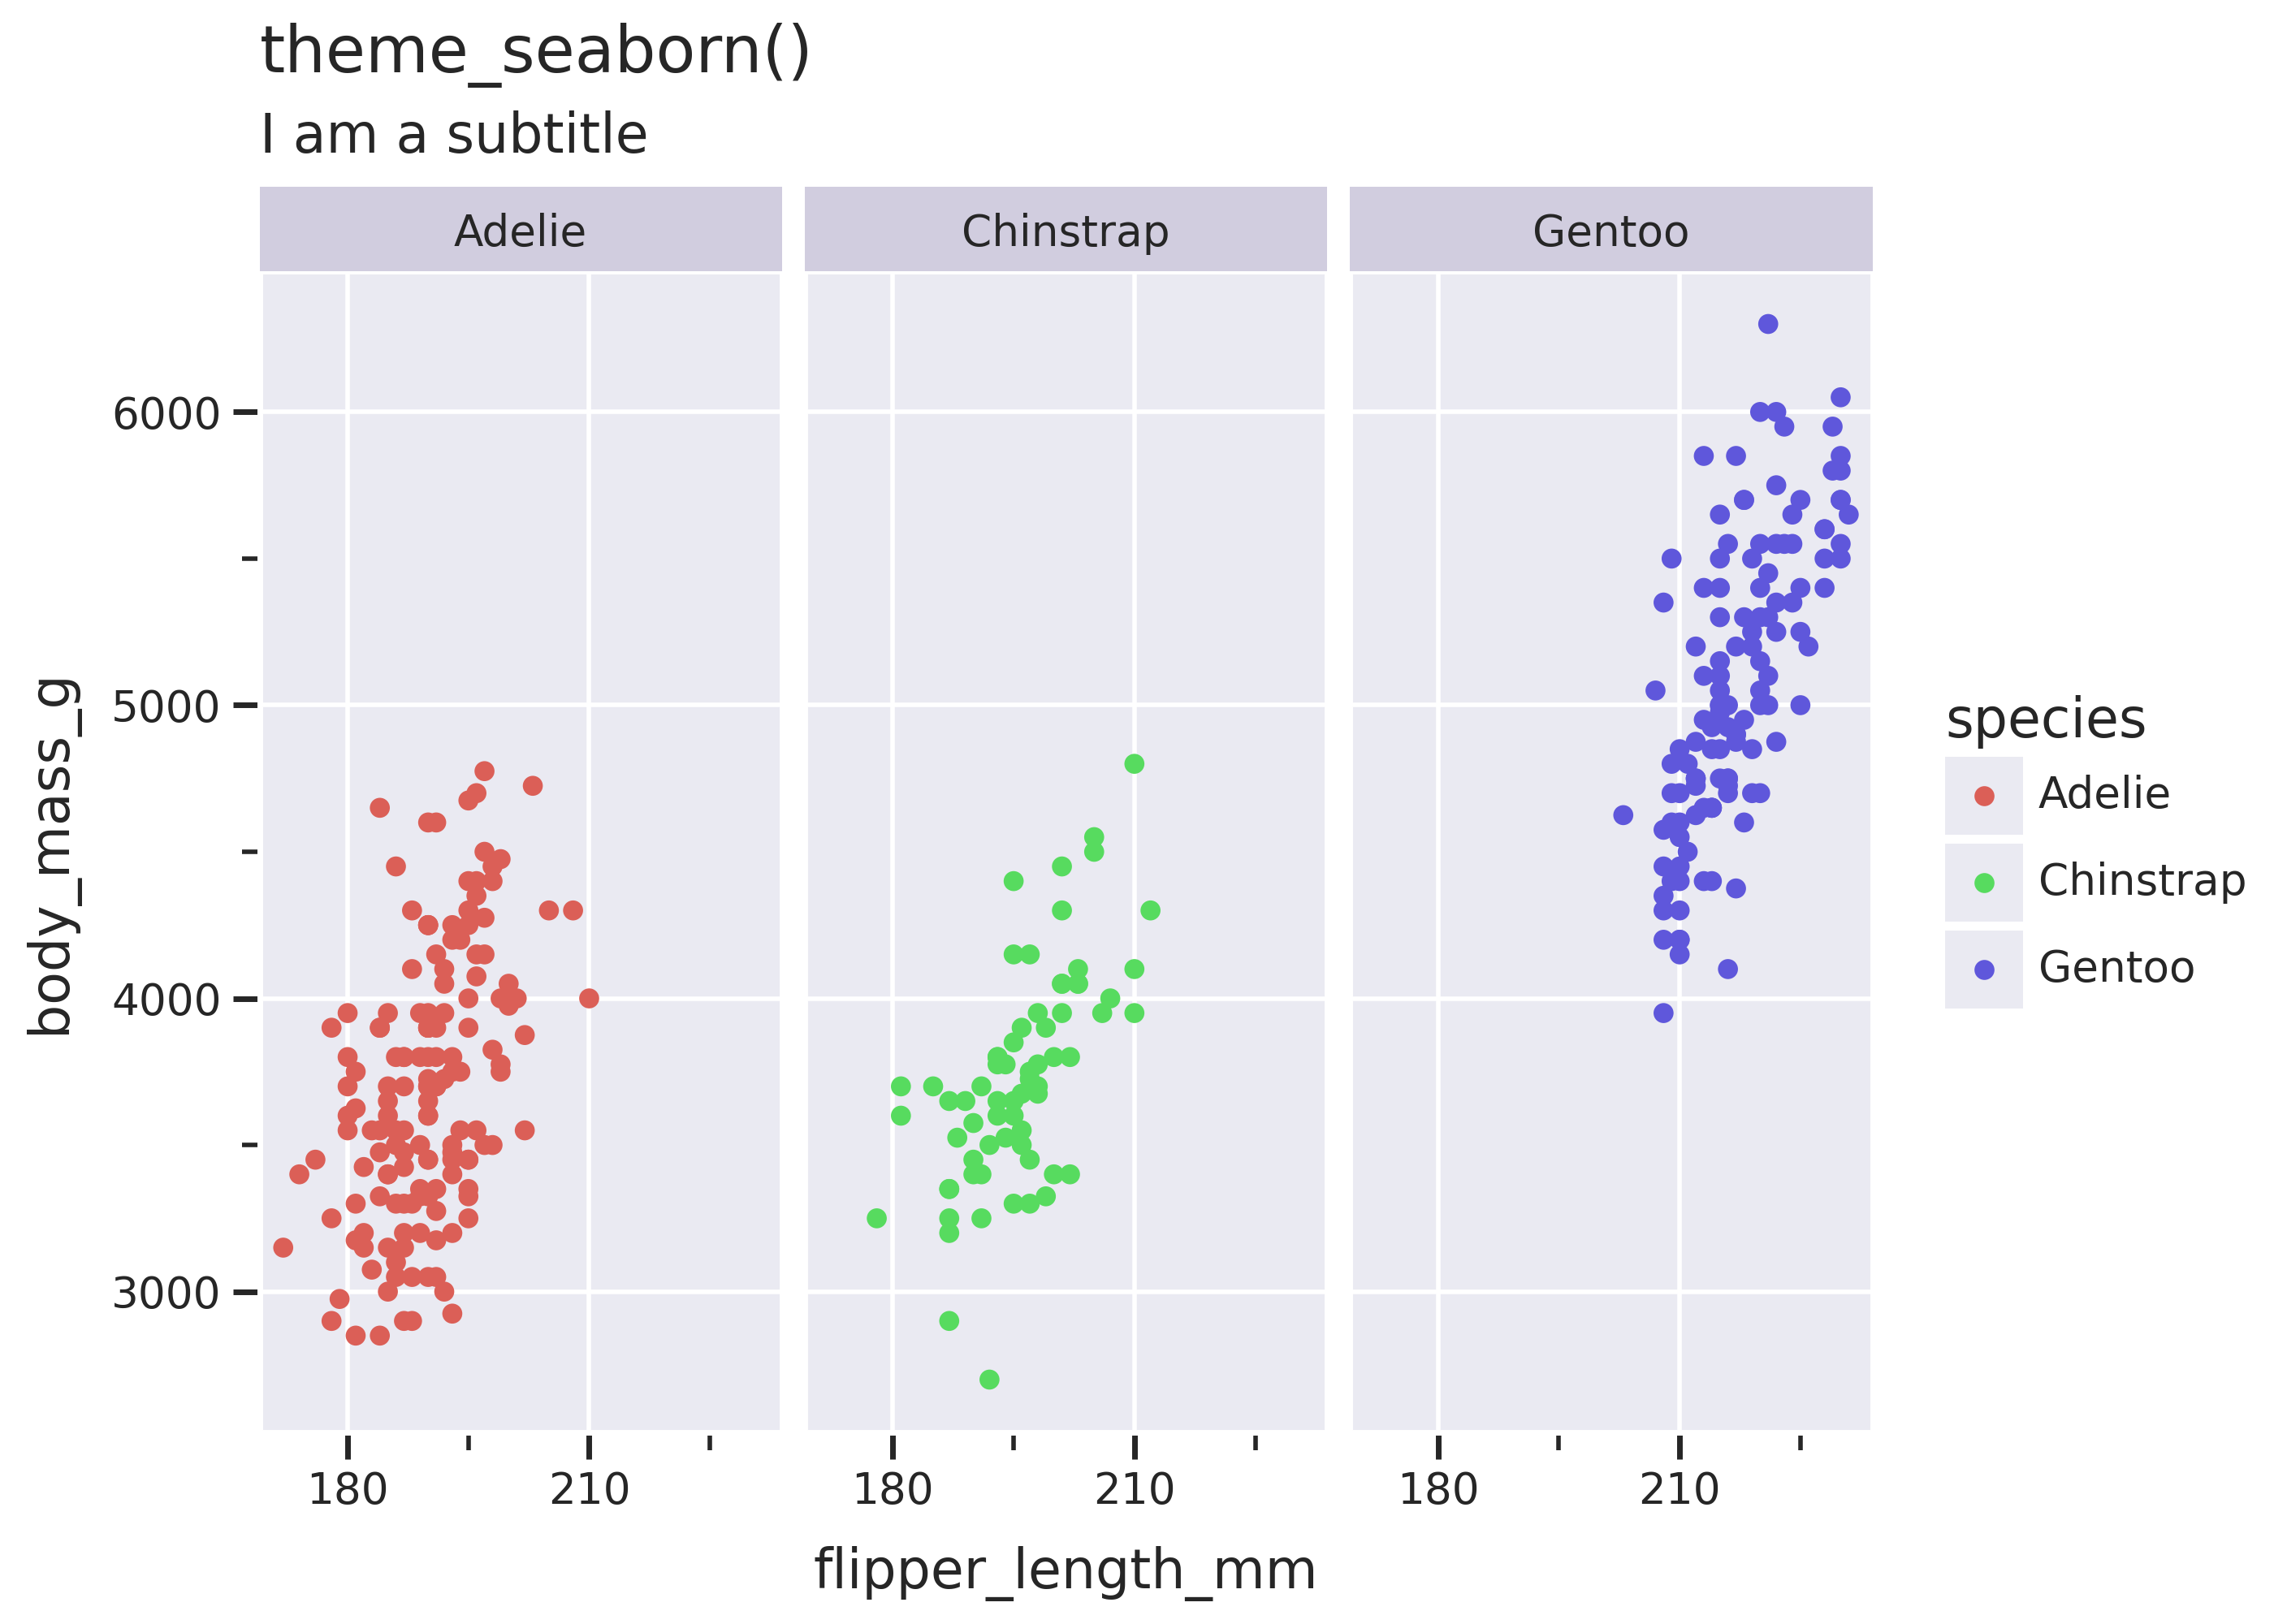 theme_seaborn()
I am a subtitle
Adelie Chinstrap Gentoo
6000
5000
4000
3000
body_mass_g
180 210 180 210 180 210
flipper_length_mm
species
Adelie
Chinstrap
Gentoo